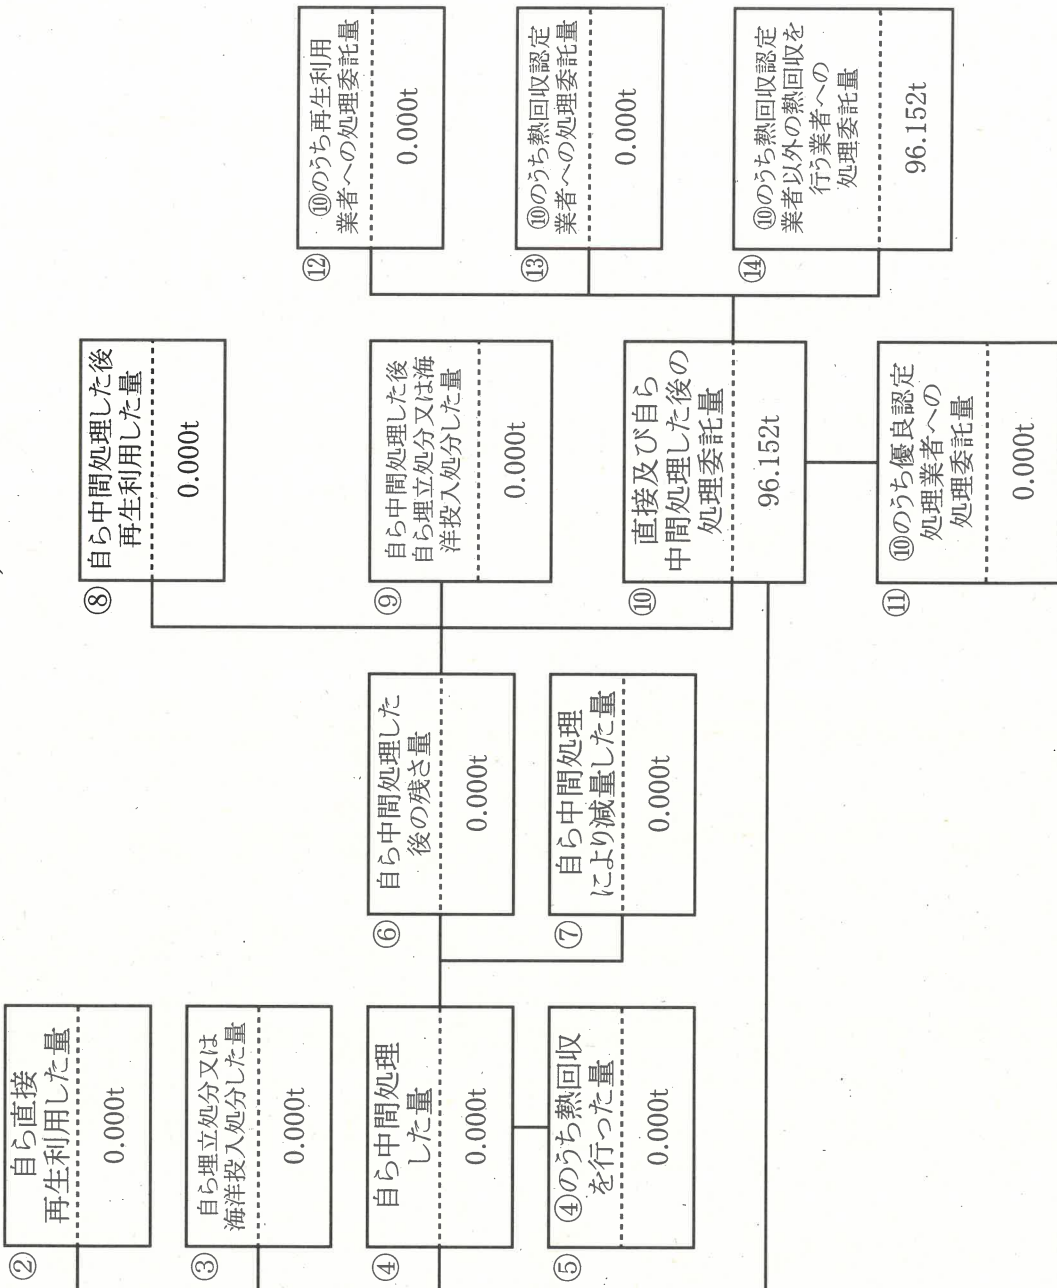 ②
自ら直接
再生利用した量
0.000t
③
自ら埋立処分又は
海洋投入処分した量
0.000t
④
自ら中間処理
した量
0.000t
⑤
④のうち熱回収
を行った量
0.000t
⑥
自ら中間処理した
後の残さ量
0.000t
⑦
自ら中間処理
により減量した量
0.000t
⑧
自ら中間処理した後
再生利用した量
0.000t
⑨
自ら中間処理した後
自ら埋立処分又は海
洋投入処分した量
0.000t
⑩
直接及び自ら
中間処理した後の
処理委託量
96.152t
⑪
⑩のうち優良認定
処理業者への
処理委託量
0.000t
⑫
⑩のうち再生利用
業者への処理委託量
0.000t
⑬
⑩のうち熱回収認定
業者への処理委託量
0.000t
⑭
⑩のうち熱回収認定
業者以外の熱回収を
行う業者への
処理委託量
96.152t